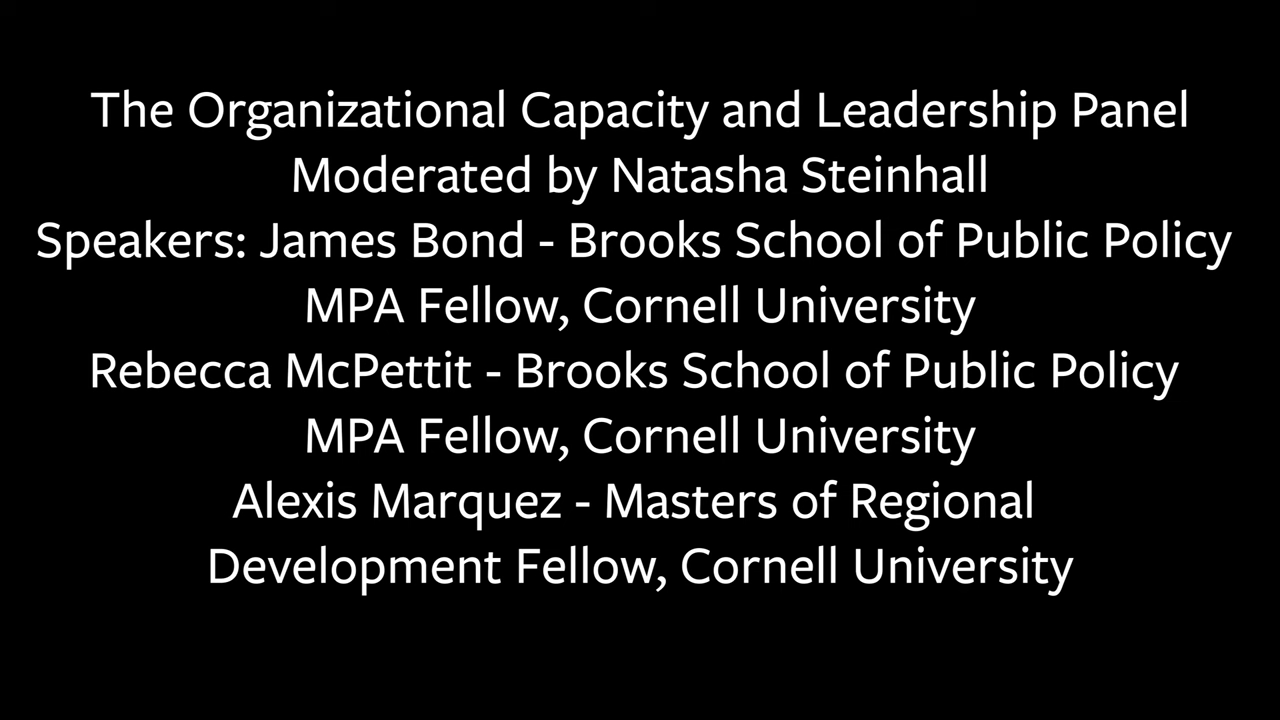 The Organizational Capacity and Leadership Panel
Moderated by Natasha Steinhall
Speakers: James Bond - Brooks School of Public Policy
MPA Fellow, Cornell University
Rebecca McPettit - Brooks School of Public Policy
MPA Fellow, Cornell University
Alexis Marquez - Masters of Regional
Development Fellow, Cornell University